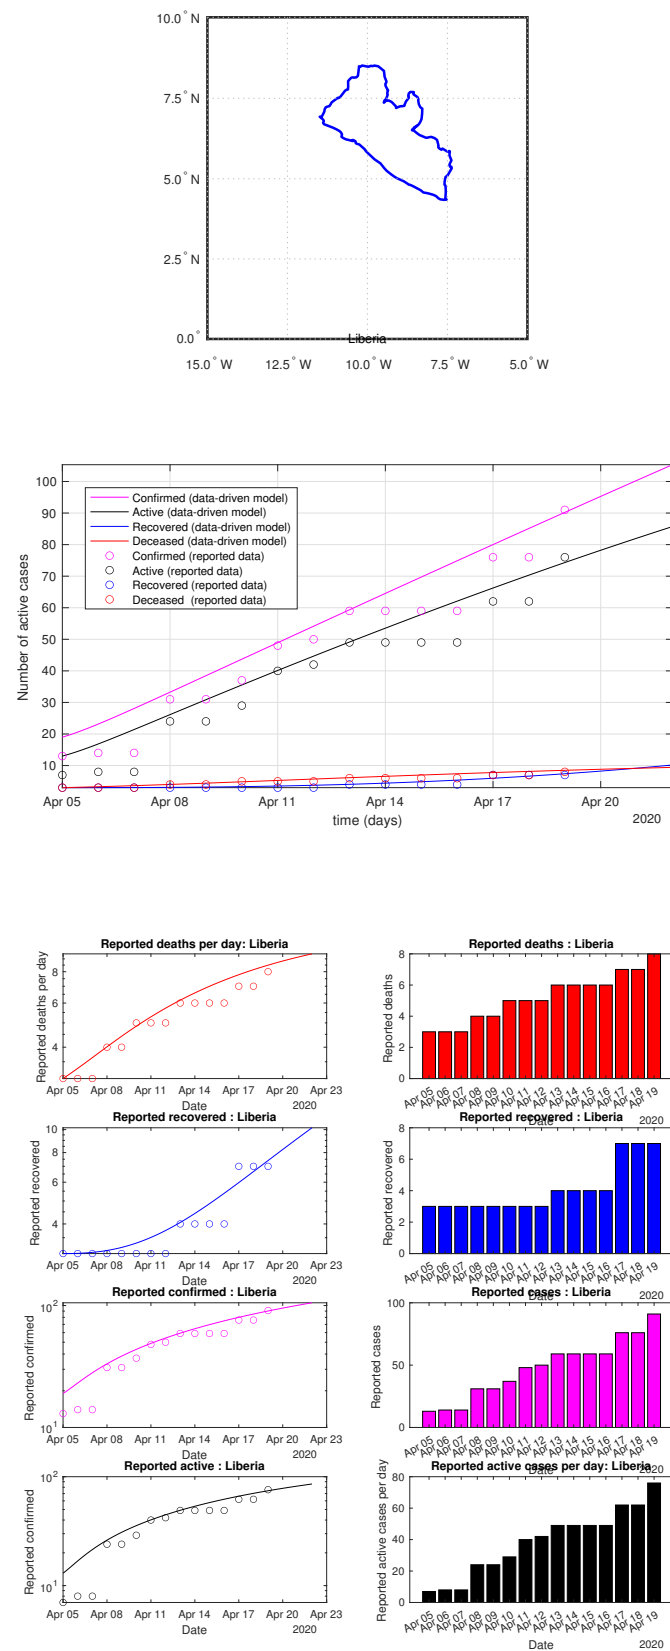 10.0° N
7.5° N
5.0° N
2.5° N
0.0°
Liberia
15.0° W 12.5° W 10.0° W 7.5° W 5.0° W
100
90
80
70
60
50
40
30
20
10
Number of active cases
Confirmed (data-driven model)
Active (data-driven model)
Recovered (data-driven model)
Deceased (data-driven model)
Confirmed (reported data)
Active (reported data)
Recovered (reported data)
Deceased (reported data)
Apr 05 Apr 08 Apr 11 Apr 14 Apr 17 Apr 20
time (days)
2020
Reported deaths per day: Liberia
Reported deaths per day
8
6
4
Apr 05 Apr 08 Apr 11 Apr 14 Apr 17 Apr 20 Apr 23
Date
2020
Reported deaths : Liberia
Reported deaths
8
6
4
2
0
Apr 05 Apr 06 Apr 07 Apr 08 Apr 09 Apr 10 Apr 11 Apr 12 Apr 13 Apr 14 Apr 15 Apr 16 Apr 17 Apr 18 Apr 19
Date
2020
Reported recovered : Liberia
Reported recovered
10
8
6
4
Apr 05 Apr 08 Apr 11 Apr 14 Apr 17 Apr 20 Apr 23
Date
2020
Reported recovered : Liberia
Reported recovered
8
6
4
2
0
Apr 05 Apr 06 Apr 07 Apr 08 Apr 09 Apr 10 Apr 11 Apr 12 Apr 13 Apr 14 Apr 15 Apr 16 Apr 17 Apr 18 Apr 19
Date
2020
Reported confirmed : Liberia
Reported confirmed
10²
10¹
Apr 05 Apr 08 Apr 11 Apr 14 Apr 17 Apr 20 Apr 23
Date
2020
Reported cases : Liberia
Reported cases
100
50
0
Apr 05 Apr 06 Apr 07 Apr 08 Apr 09 Apr 10 Apr 11 Apr 12 Apr 13 Apr 14 Apr 15 Apr 16 Apr 17 Apr 18 Apr 19
Date
2020
Reported active : Liberia
Reported confirmed
10²
10¹
Apr 05 Apr 08 Apr 11 Apr 14 Apr 17 Apr 20 Apr 23
Date
2020
Reported active cases per day: Liberia
Reported active cases per day
80
60
40
20
0
Apr 05 Apr 06 Apr 07 Apr 08 Apr 09 Apr 10 Apr 11 Apr 12 Apr 13 Apr 14 Apr 15 Apr 16 Apr 17 Apr 18 Apr 19
Date
2020